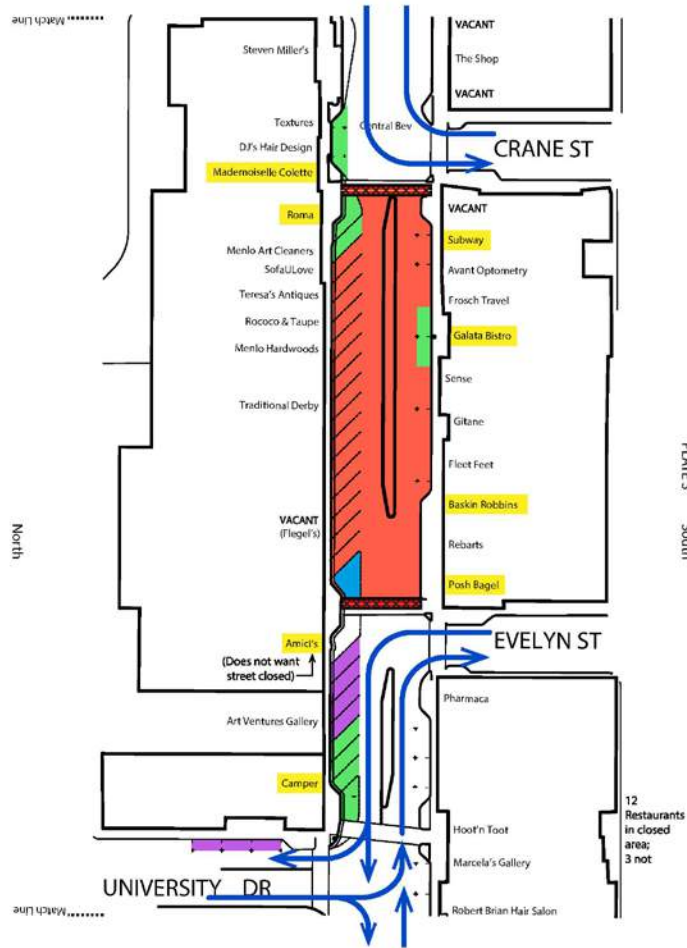 Match Line
Steven Miller's
Textures
DJ's Hair Design
Mademoiselle Colette
Roma
Menlo Art Cleaners
SofaULove
Teresa's Antiques
Rococo & Taupe
Menlo Hardwoods
Traditional Derby
VACANT
(Flegel's)
North
Amici's
(Does not want
street closed)
Art Ventures Gallery
Camper
UNIVERSITY DR
Match Line
Central Bev
VACANT
The Shop
VACANT
CRANE ST
VACANT
Subway
Avant Optometry
Frosch Travel
Galata Bistro
Sense
Gitane
Fleet Feet
Baskin Robbins
Rebarts
Posh Bagel
South
EVELYN ST
Pharmaca
12
Restaurants
in closed
area;
3 not
Hoot'n Toot
Marcela's Gallery
Robert Brian Hair Salon